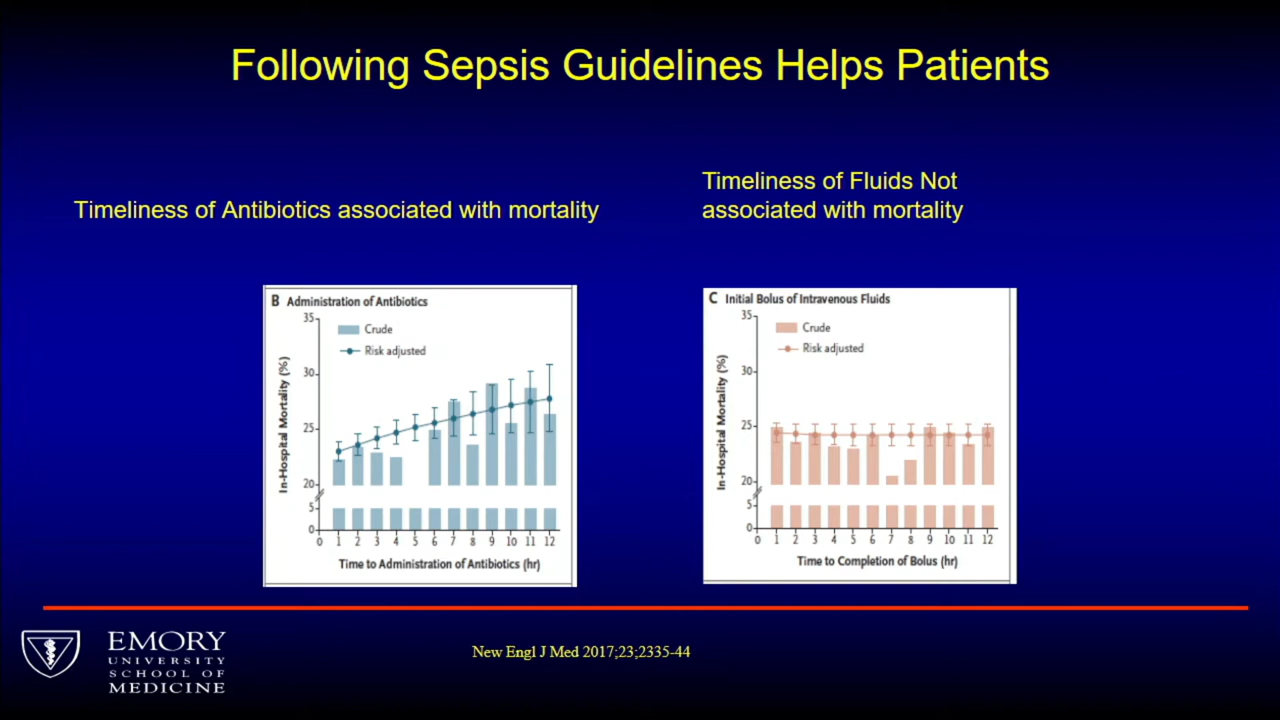 Following Sepsis Guidelines Helps Patients
Timeliness of Antibiotics associated with mortality
Timeliness of Fluids Not
associated with mortality
B Administration of Antibiotics
35
30
25
20
5
0
In-Hospital Mortality (%)
Crude
Risk adjusted
0 1 2 3 4 5 6 7 8 9 10 11 12
Time to Administration of Antibiotics (hr)
C Initial Bolus of Intravenous Fluids
35
30
25
20
5
0
In-Hospital Mortality (%)
Crude
Risk adjusted
0 1 2 3 4 5 6 7 8 9 10 11 12
Time to Completion of Bolus (hr)
EMORY
UNIVERSITY
SCHOOL OF
MEDICINE
New Engl J Med 2017;23;2335-44